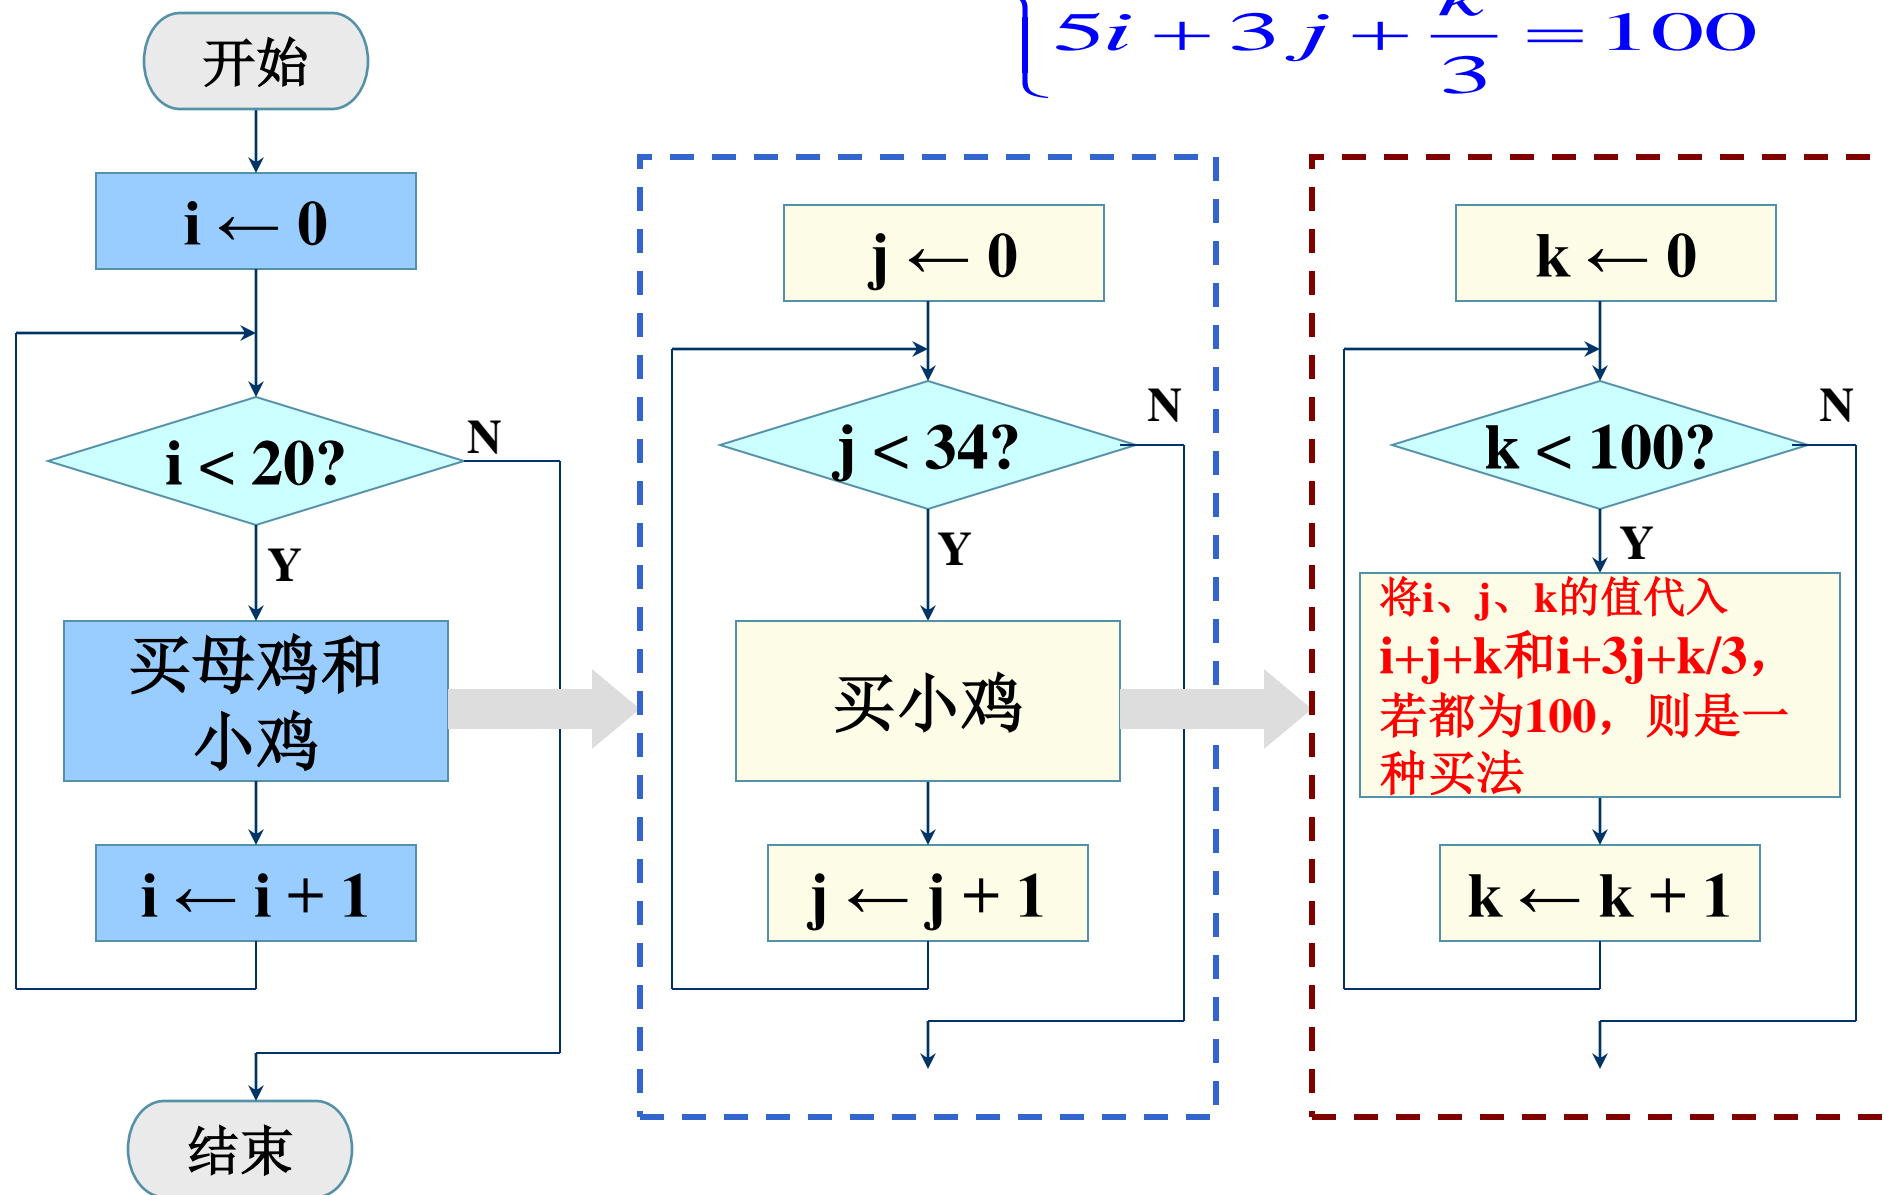 5i + 3j + k/3 = 100
开始
i ← 0
i < 20?
N
Y
买母鸡和
小鸡
i ← i + 1
结束
j ← 0
j < 34?
N
Y
买小鸡
j ← j + 1
k ← 0
k < 100?
N
Y
将i、j、k的值代入
i+j+k和i+3j+k/3，
若都为100，则是一
种买法
k ← k + 1